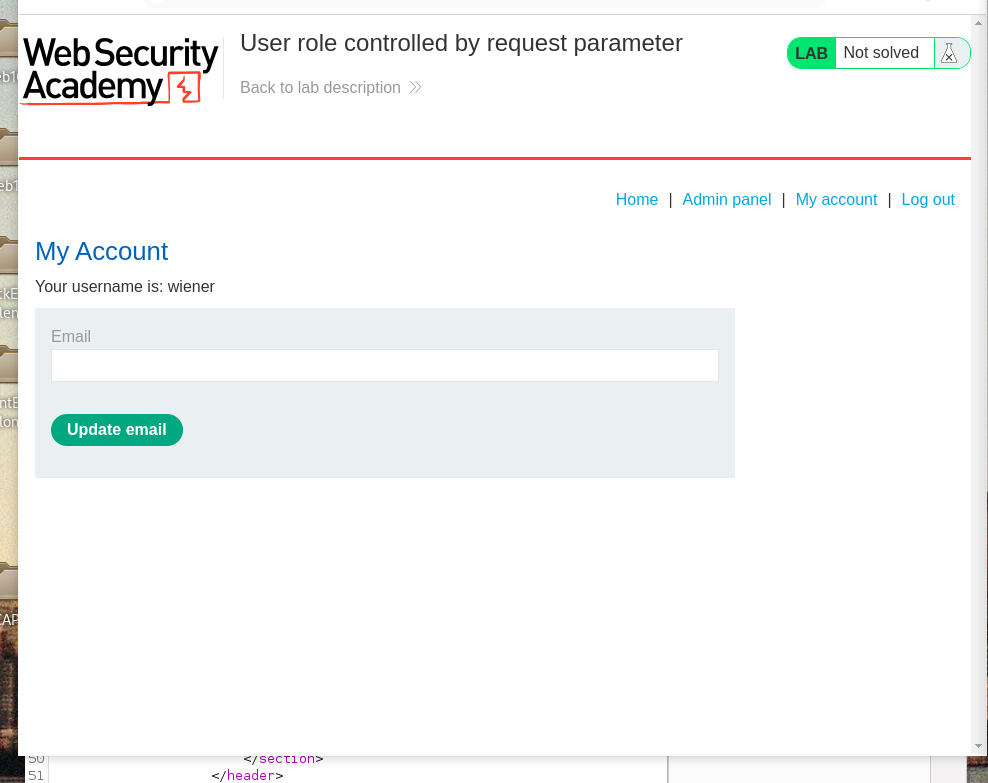 Web Security
Academy
User role controlled by request parameter
Back to lab description
LAB Not solved
Home | Admin panel | My account | Log out
My Account
Your username is: wiener
Email
Update email
50 </section>
51 </header>